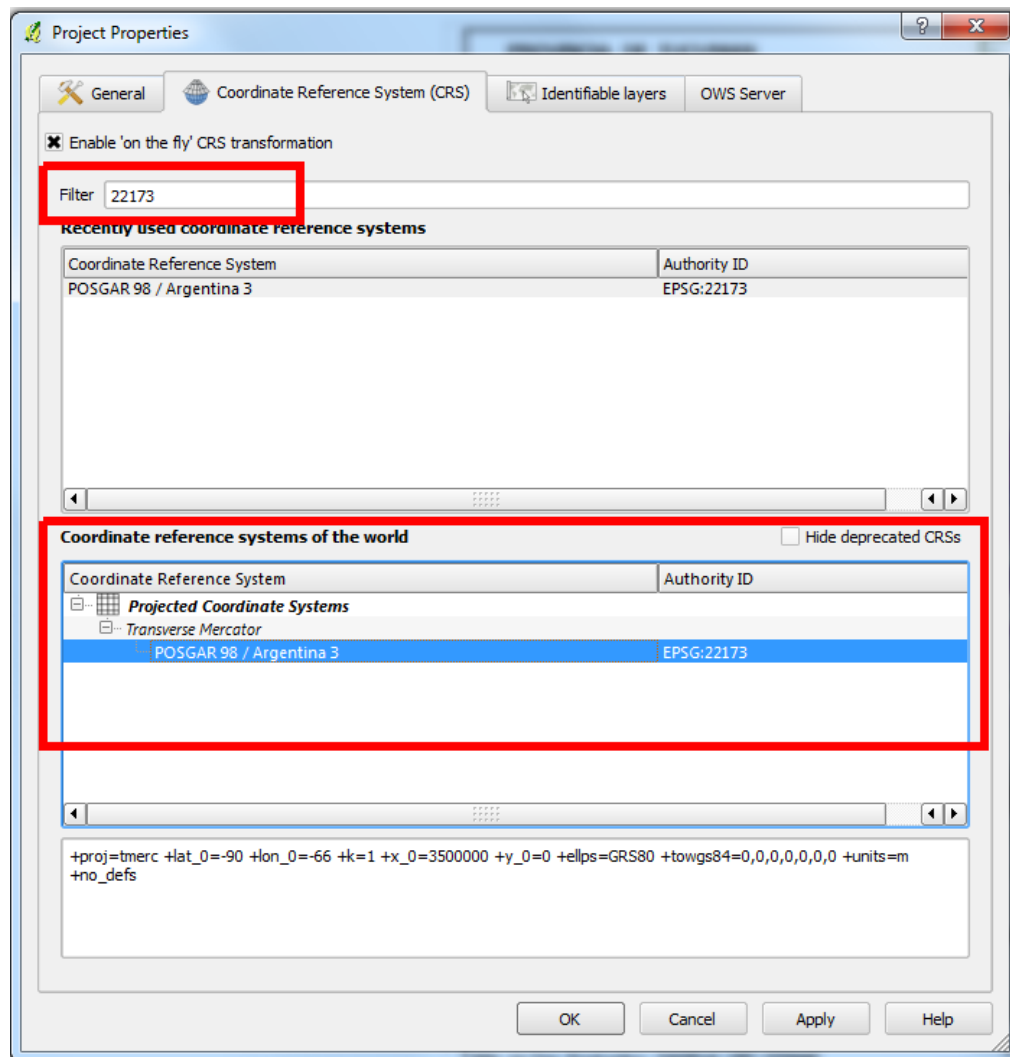 Project Properties
General
Coordinate Reference System (CRS)
Identifiable layers
OWS Server
Enable 'on the fly' CRS transformation
Filter 22173
Recently used coordinate reference systems
Coordinate Reference System Authority ID
POSGAR 98 / Argentina 3 EPSG:22173
Coordinate reference systems of the world Hide deprecated CRSs
Coordinate Reference System Authority ID
Projected Coordinate Systems
Transverse Mercator
POSGAR 98 / Argentina 3 EPSG:22173
+proj=tmerc +lat_0=-90 +lon_0=-66 +k=1 +x_0=3500000 +y_0=0 +ellps=GRS80 +towgs84=0,0,0,0,0,0,0 +units=m
+no_defs
OK Cancel Apply Help